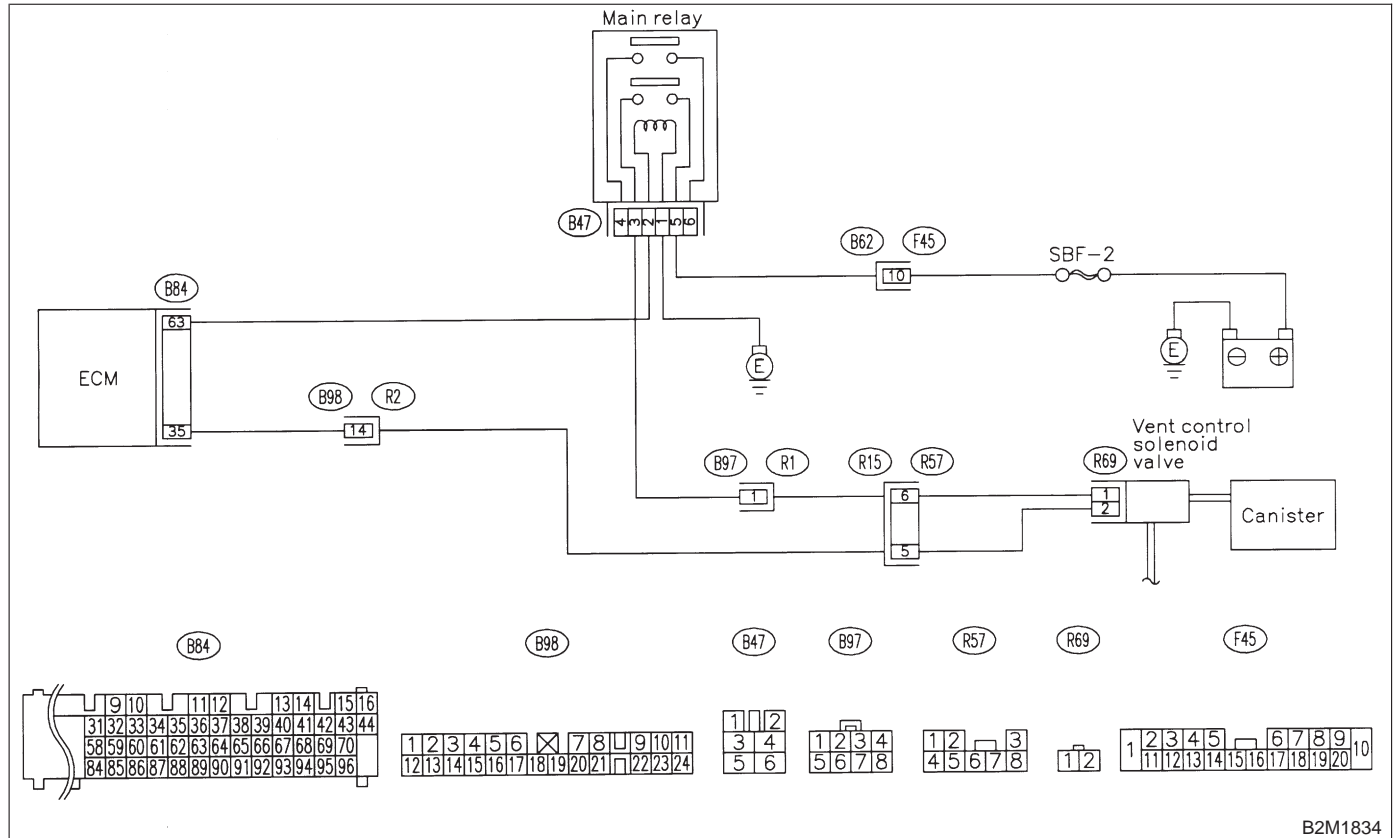 Main relay
B47
4 3 2 1 5 6
B62 F45
10
SBF-2
B84
63
ECM
35
B98 R2
14
E
E
⊖ ⊕
Vent control
solenoid
valve
B97 R1 R15 R57 R69
1
6
5
1
2
Canister
B84 B98 B47 B97 R57 R69 F45
9 10 11 12 13 14 15 16
31 32 33 34 35 36 37 38 39 40 41 42 43 44
58 59 60 61 62 63 64 65 66 67 68 69 70
84 85 86 87 88 89 90 91 92 93 94 95 96
1 2 3 4 5 6 7 8 9 10 11
12 13 14 15 16 17 18 19 20 21 22 23 24
1 2
3 4
5 6
1 2 3 4
5 6 7 8
1 2 3
4 5 6 7 8
1 2
1 2 3 4 5 6 7 8 9 10
11 12 13 14 15 16 17 18 19 20
B2M1834